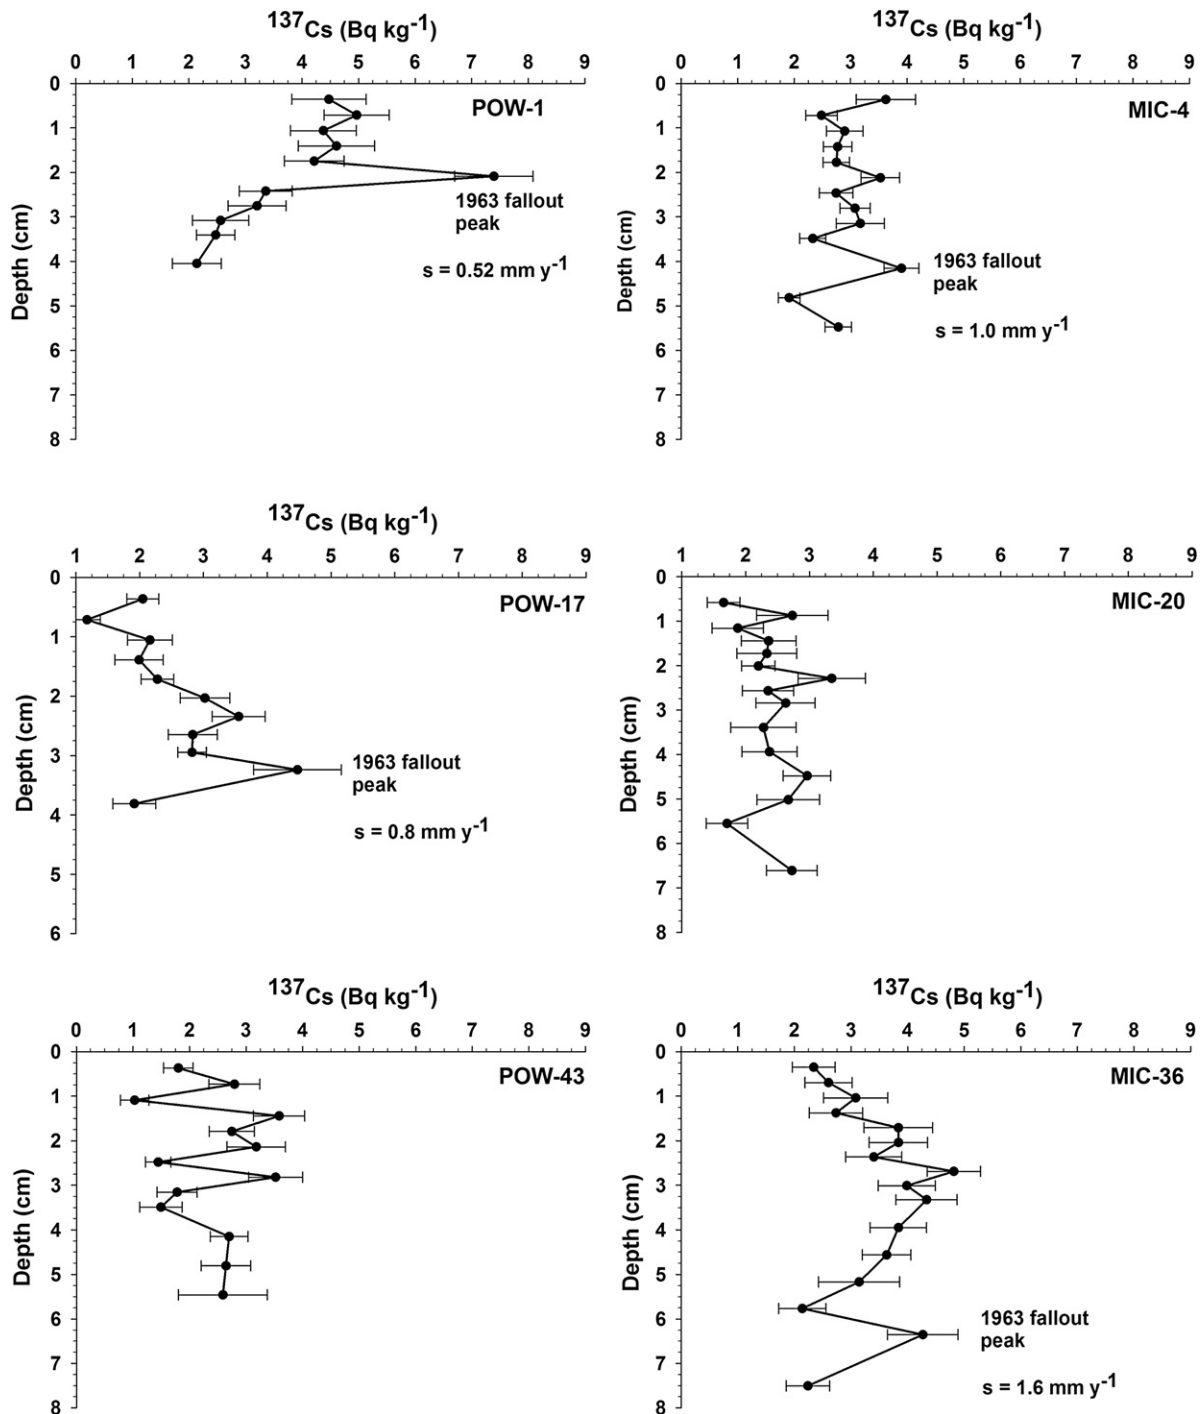 137Cs (Bq kg-1)
0 1 2 3 4 5 6 7 8 9
POW-1
0
1
2
3
4
5
6
7
8
Depth (cm)
1963 fallout
peak
s = 0.52 mm y-1
137Cs (Bq kg-1)
0 1 2 3 4 5 6 7 8 9
MIC-4
0
1
2
3
4
5
6
7
8
Depth (cm)
1963 fallout
peak
s = 1.0 mm y-1
137Cs (Bq kg-1)
1 2 3 4 5 6 7 8 9
POW-17
0
1
2
3
4
5
6
Depth (cm)
1963 fallout
peak
s = 0.8 mm y-1
1 2 3 4 5 6 7 8 9
MIC-20
0
1
2
3
4
5
6
7
8
Depth (cm)
137Cs (Bq kg-1)
0 1 2 3 4 5 6 7 8 9
POW-43
0
1
2
3
4
5
6
7
8
Depth (cm)
137Cs (Bq kg-1)
0 1 2 3 4 5 6 7 8 9
MIC-36
0
1
2
3
4
5
6
7
8
Depth (cm)
1963 fallout
peak
s = 1.6 mm y-1